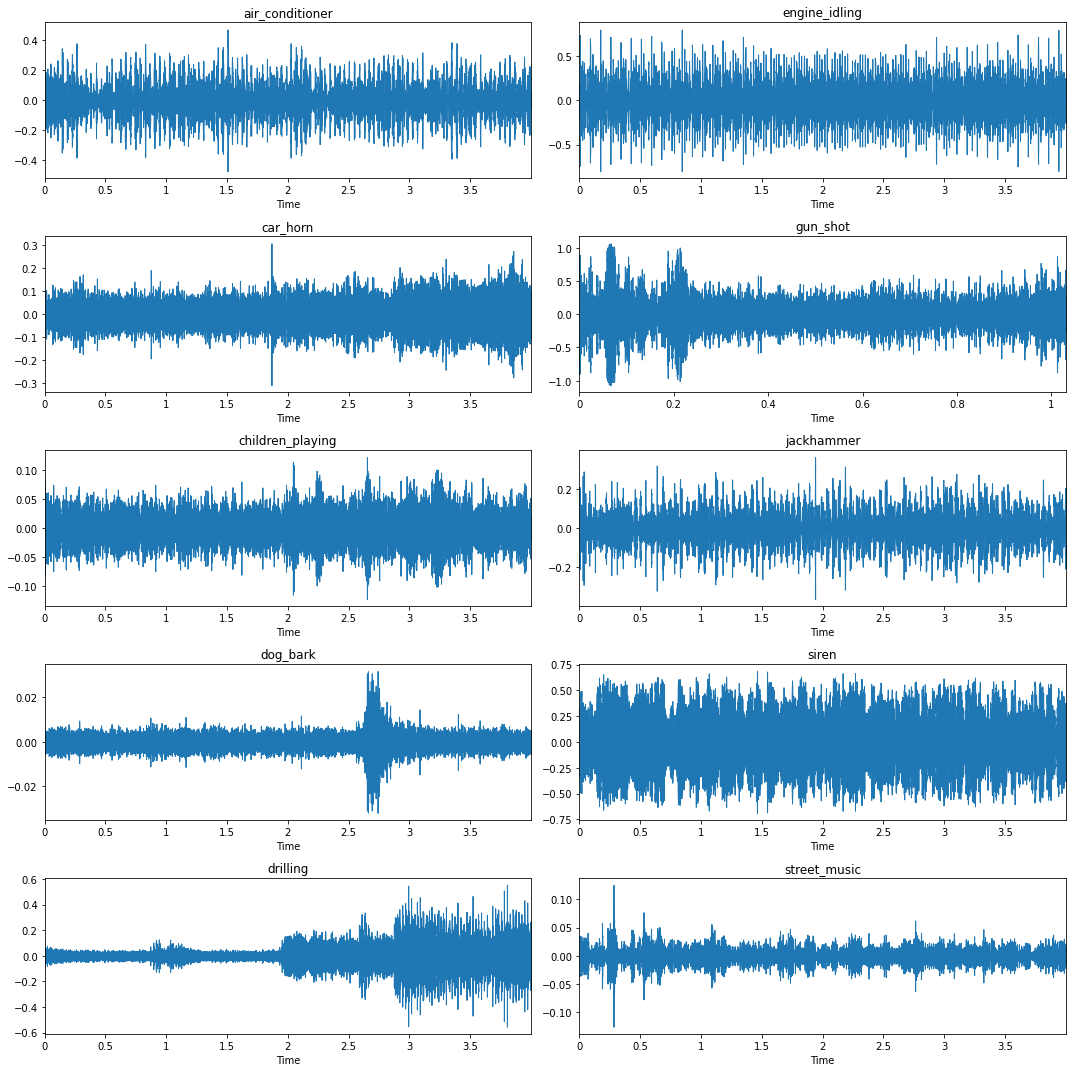 air_conditioner
0.4
0.2
0.0
−0.2
−0.4
0 0.5 1 1.5 2 2.5 3 3.5
Time
engine_idling
0.5
0.0
−0.5
0 0.5 1 1.5 2 2.5 3 3.5
Time
car_horn
0.3
0.2
0.1
0.0
−0.1
−0.2
−0.3
0 0.5 1 1.5 2 2.5 3 3.5
Time
gun_shot
1.0
0.5
0.0
−0.5
−1.0
0 0.2 0.4 0.6 0.8 1
Time
children_playing
0.10
0.05
0.00
−0.05
−0.10
0 0.5 1 1.5 2 2.5 3 3.5
Time
jackhammer
0.2
0.0
−0.2
0 0.5 1 1.5 2 2.5 3 3.5
Time
dog_bark
0.02
0.00
−0.02
0 0.5 1 1.5 2 2.5 3 3.5
Time
siren
0.75
0.50
0.25
0.00
−0.25
−0.50
−0.75
0 0.5 1 1.5 2 2.5 3 3.5
Time
drilling
0.6
0.4
0.2
0.0
−0.2
−0.4
−0.6
0 0.5 1 1.5 2 2.5 3 3.5
Time
street_music
0.10
0.05
0.00
−0.05
−0.10
0 0.5 1 1.5 2 2.5 3 3.5
Time